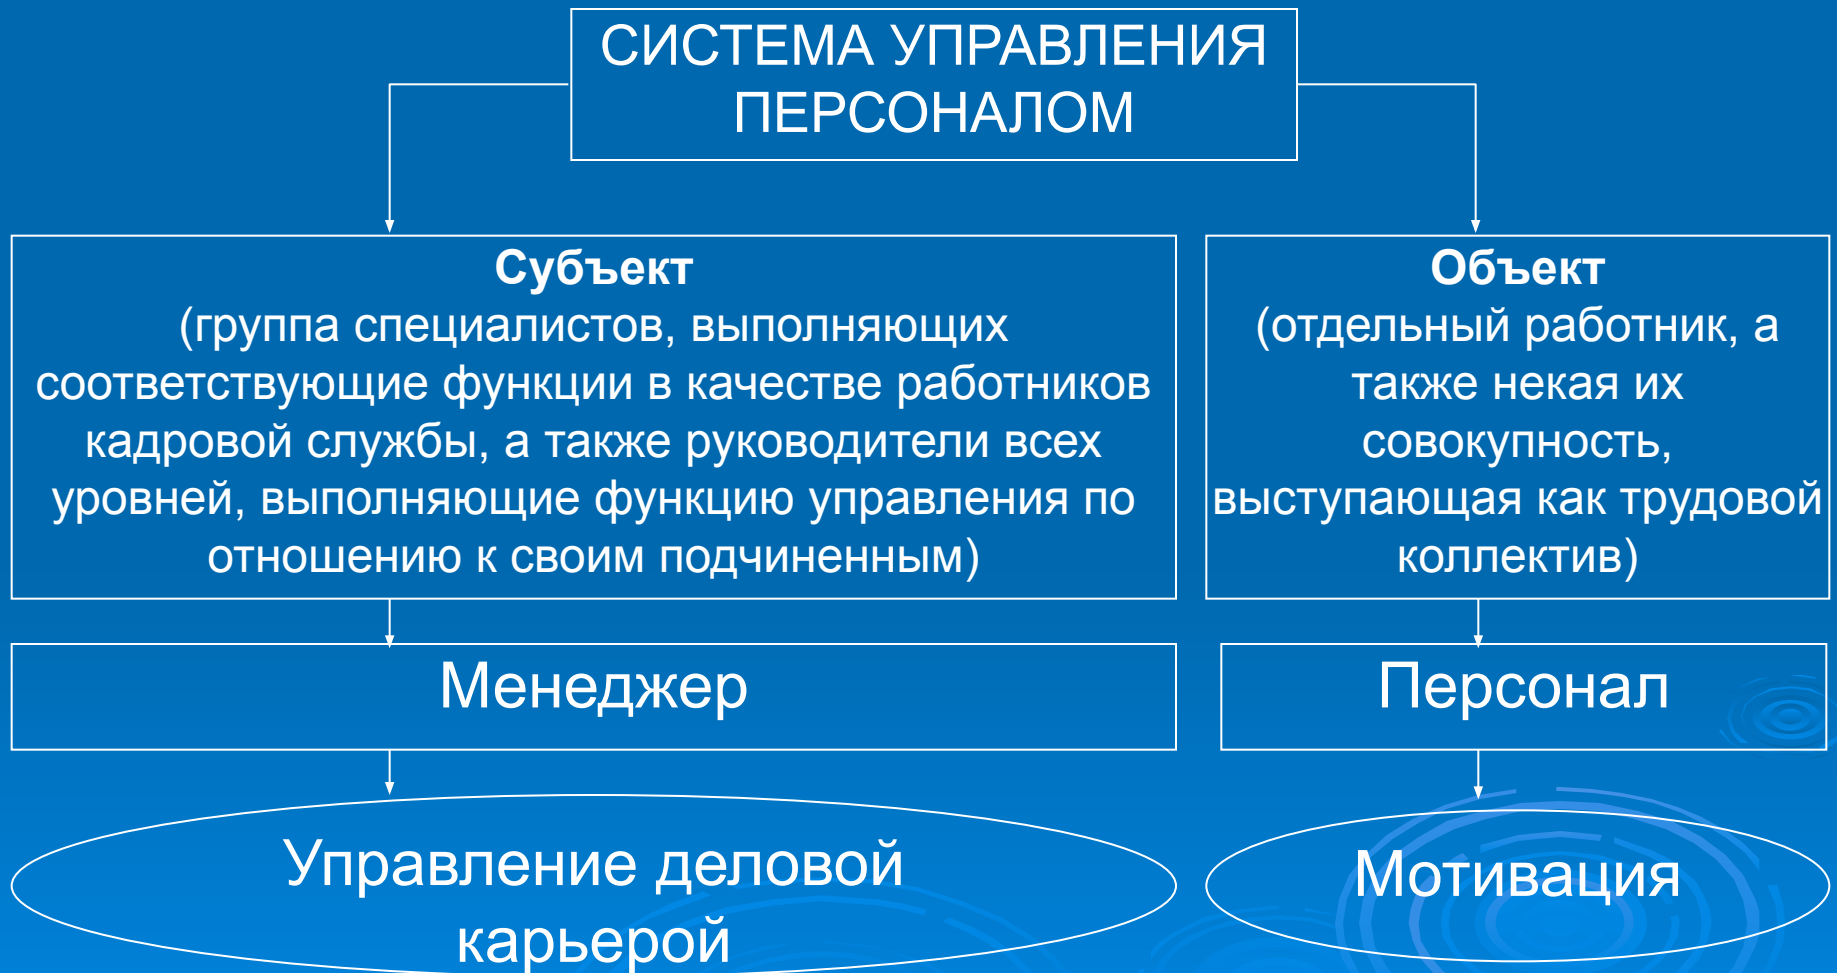 СИСТЕМА УПРАВЛЕНИЯ
ПЕРСОНАЛОМ
Субъект
(группа специалистов, выполняющих
соответствующие функции в качестве работников
кадровой службы, а также руководители всех
уровней, выполняющие функцию управления по
отношению к своим подчиненным)
Объект
(отдельный работник, а
также некая их
совокупность,
выступающая как трудовой
коллектив)
Менеджер
Персонал
Управление деловой
карьерой
Мотивация